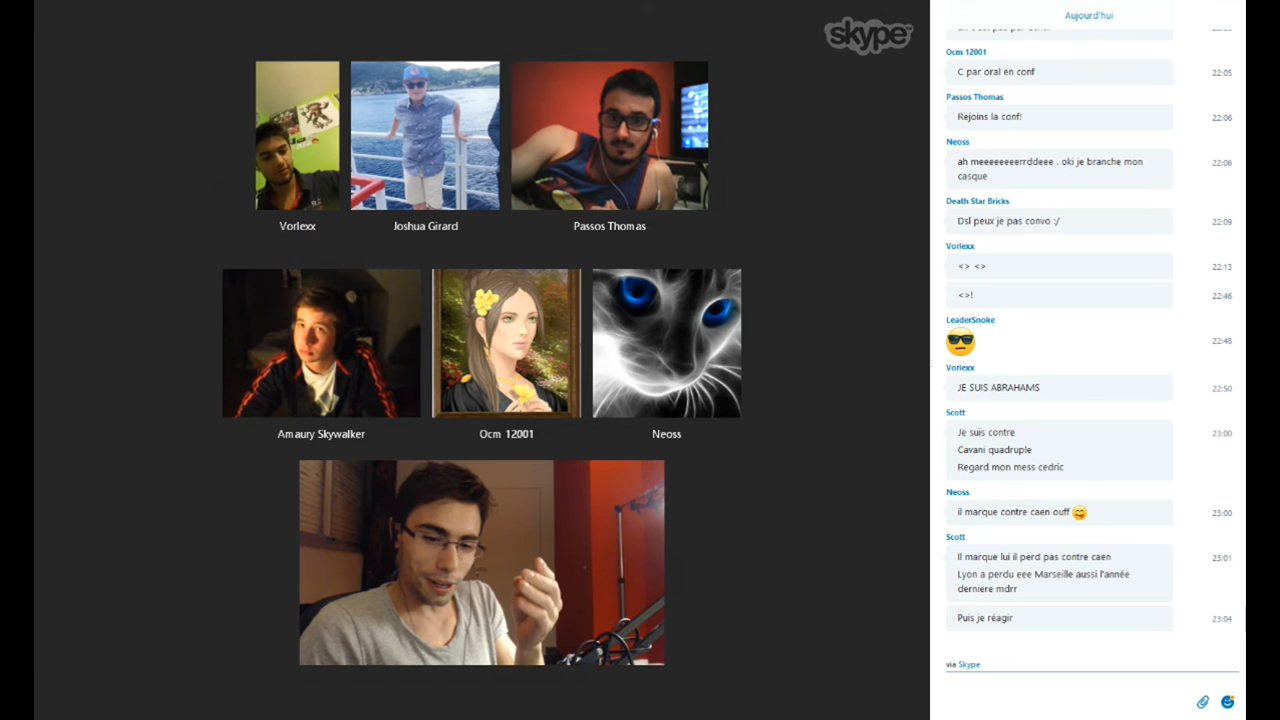 skype
Vorlexx
Joshua Girard
Passos Thomas
Amaury Skywalker
Ocm 12001
Neoss
Aujourd'hui
Ocm 12001
C par oral en conf 22:05
Passos Thomas
Rejoins la conf! 22:06
Neoss
ah meeeeeeerrddeee . oki je branche mon 22:06
casque
Death Star Bricks
Dsl peux je pas convo :/ 22:09
Vorlexx
<> <> 22:13
<>! 22:46
LeaderSnoke
22:48
Vorlexx
JE SUIS ABRAHAMS 22:50
Scott
Je suis contre 23:00
Cavani quadruple
Regard mon mess cedric
Neoss
il marque contre caen ouff 23:00
Scott
Il marque lui il perd pas contre caen 23:01
Lyon a perdu eee Marseille aussi l'année
derniere mdrr
Puis je réagir 23:04
via Skype